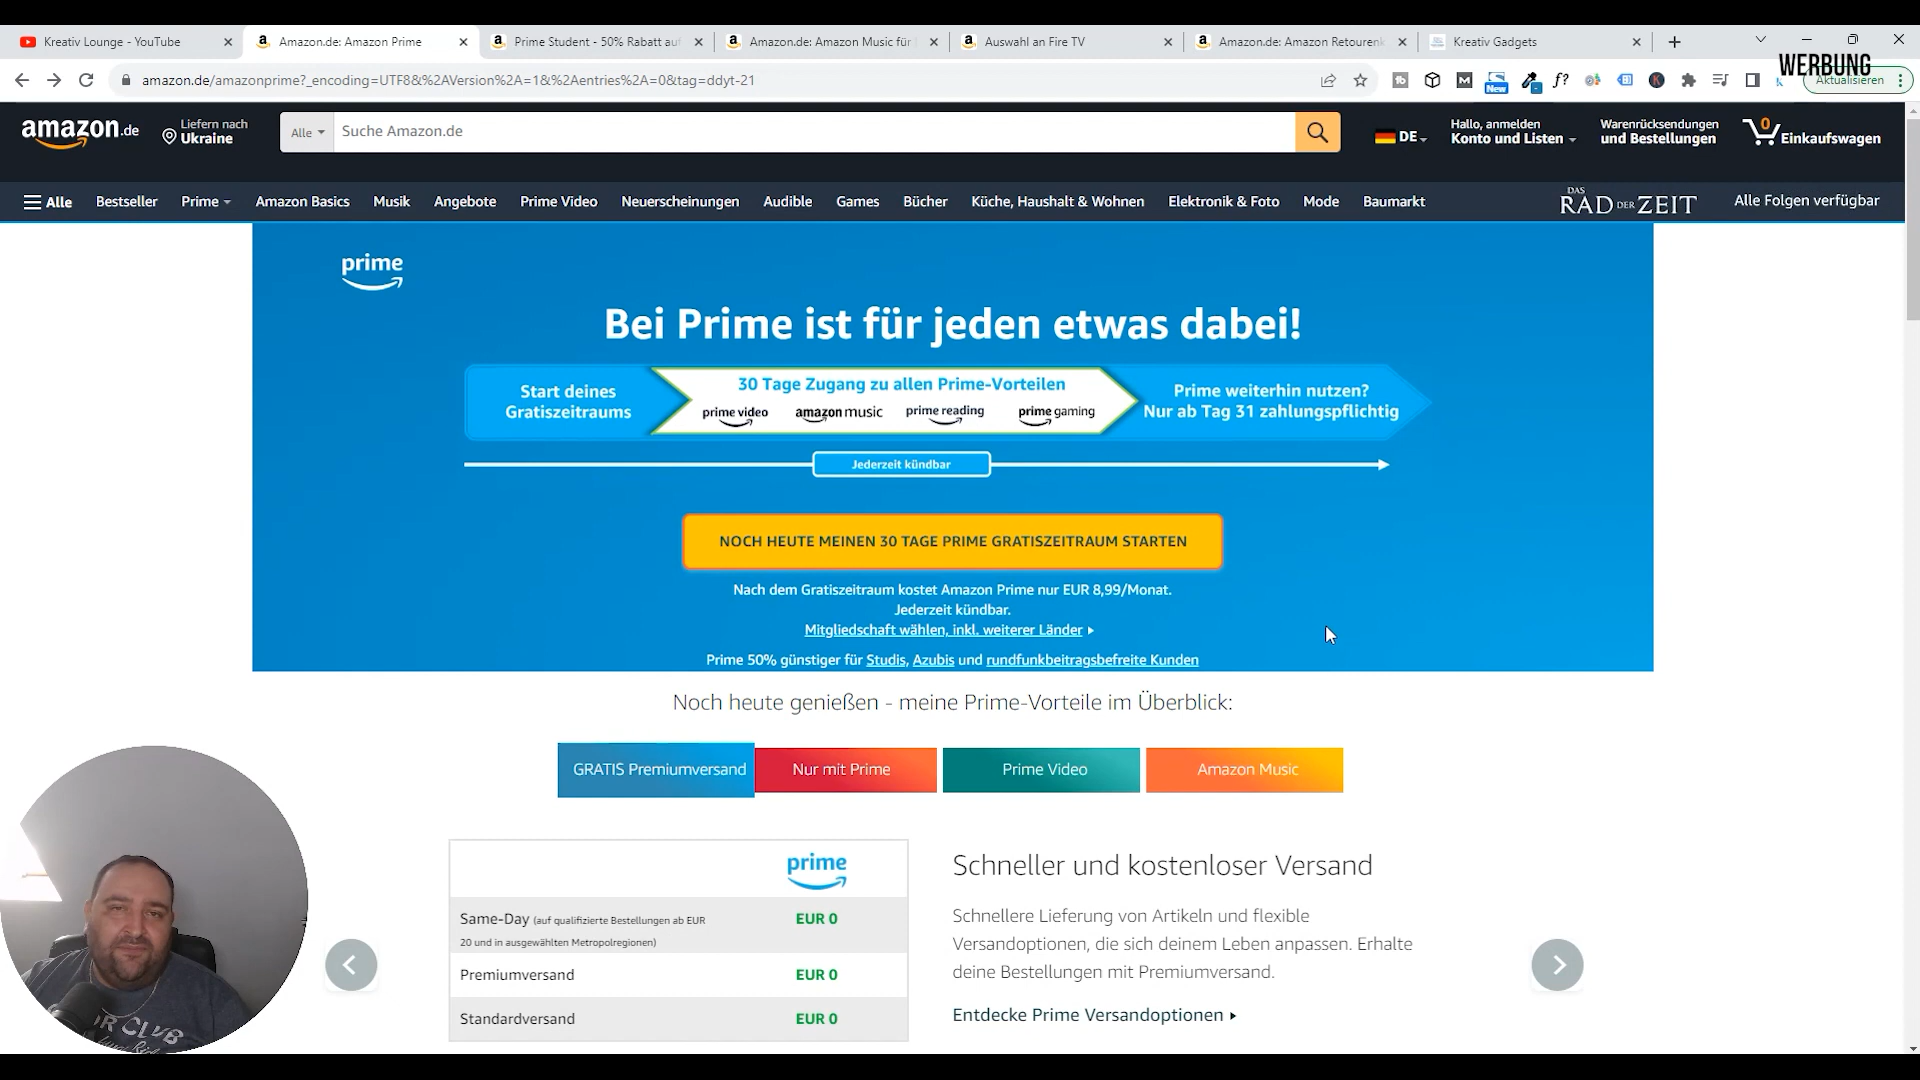 Kreativ Lounge - YouTube
Amazon.de: Amazon Prime
Prime Student - 50% Rabatt auf
Amazon.de: Amazon Music für
Auswahl an Fire TV
Amazon.de: Amazon Retourenk
Kreativ Gadgets
WERBUNG
amazon.de/amazonprime?_encoding=UTF8&%2AVersion%2A=1&%2Aentries%2A=0&tag=ddyt-21
New
Aktualisieren
amazon.de
Liefern nach
Ukraine
Alle
Suche Amazon.de
DE
Hallo, anmelden
Konto und Listen
Warenrücksendungen
und Bestellungen
0
Einkaufswagen
Alle
Bestseller
Prime
Amazon Basics
Musik
Angebote
Prime Video
Neuerscheinungen
Audible
Games
Bücher
Küche, Haushalt & Wohnen
Elektronik & Foto
Mode
Baumarkt
DAS RAD DER ZEIT
Alle Folgen verfügbar
prime
Bei Prime ist für jeden etwas dabei!
Start deines
Gratiszeitraums
30 Tage Zugang zu allen Prime-Vorteilen
prime video
amazon music
prime reading
prime gaming
Prime weiterhin nutzen?
Nur ab Tag 31 zahlungspflichtig
Jederzeit kündbar
NOCH HEUTE MEINEN 30 TAGE PRIME GRATISZEITRAUM STARTEN
Nach dem Gratiszeitraum kostet Amazon Prime nur EUR 8,99/Monat.
Jederzeit kündbar.
Mitgliedschaft wählen, inkl. weiterer Länder
Prime 50% günstiger für Studis, Azubis und rundfunkbeitragsbefreite Kunden
Noch heute genießen - meine Prime-Vorteile im Überblick:
GRATIS Premiumversand
Nur mit Prime
Prime Video
Amazon Music
prime
Same-Day (auf qualifizierte Bestellungen ab EUR
20 und in ausgewählten Metropolregionen)
EUR 0
Premiumversand
EUR 0
Standardversand
EUR 0
Schneller und kostenloser Versand
Schnellere Lieferung von Artikeln und flexible
Versandoptionen, die sich deinem Leben anpassen. Erhalte
deine Bestellungen mit Premiumversand.
Entdecke Prime Versandoptionen
CLUB